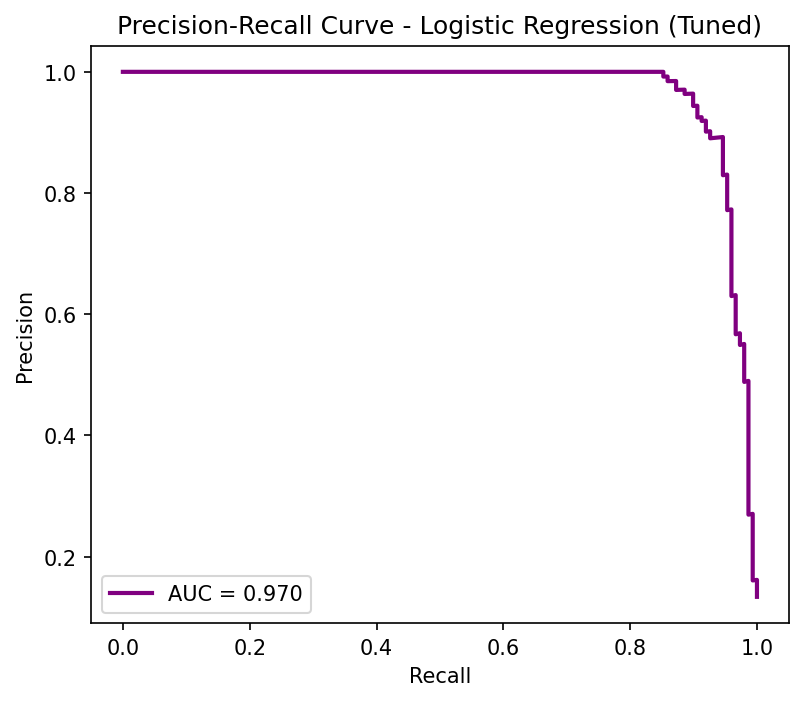 Precision-Recall Curve - Logistic Regression (Tuned)
1.0
0.8
0.6
0.4
0.2
Precision
AUC = 0.970
0.0 0.2 0.4 0.6 0.8 1.0
Recall